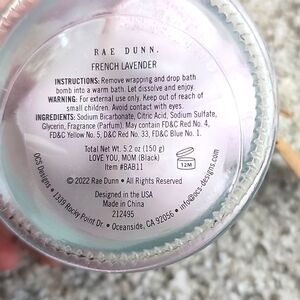 RAE DUNN.
FRENCH LAVENDER
INSTRUCTIONS: Remove wrapping and drop bath
bomb into a warm bath. Let dissolve and enjoy.
WARNING: For external use only. Keep out of reach of
small children. Avoid contact with eyes.
INGREDIENTS: Sodium Bicarbonate, Citric Acid, Sodium Sulfate,
Glycerin, Fragrance (Parfum). May contain FD&C Red No. 4,
FD&C Yellow No. 5, D&C Red No. 33, FD&C Blue No. 1.
Total Net Wt. 5.2 oz (150 g)
LOVE YOU, MOM (Black)
Item #BAB11
12M
© 2022 Rae Dunn • All Rights Reserved
Designed in the USA
Made in China
212495
OCS Designs • 1339 Rocky Point Dr. • Oceanside, CA 92056 • info@ocs-designs.com